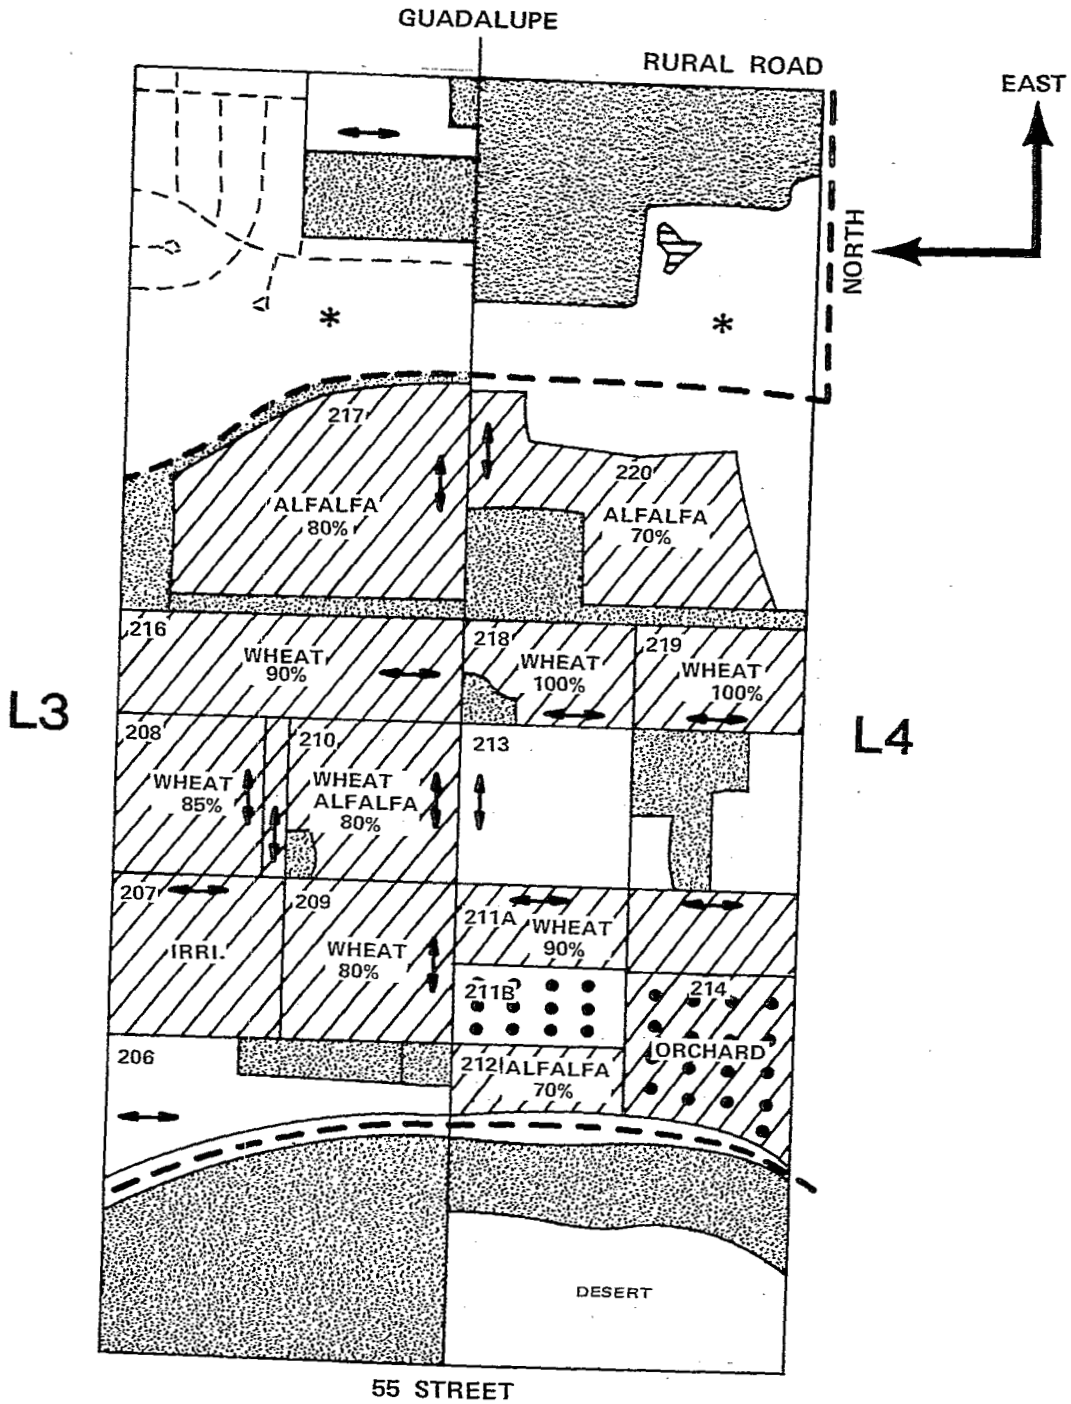 GUADALUPE
RURAL ROAD
EAST
NORTH
*
*
217
220
ALFALFA
80%
ALFALFA
70%
216
WHEAT
90%
218
WHEAT
100%
219
WHEAT
100%
L3
L4
208
WHEAT
85%
210
WHEAT
ALFALFA
80%
213
207
IRRI.
209
WHEAT
80%
211A
WHEAT
90%
211B
214
ORCHARD
206
212
ALFALFA
70%
DESERT
55 STREET